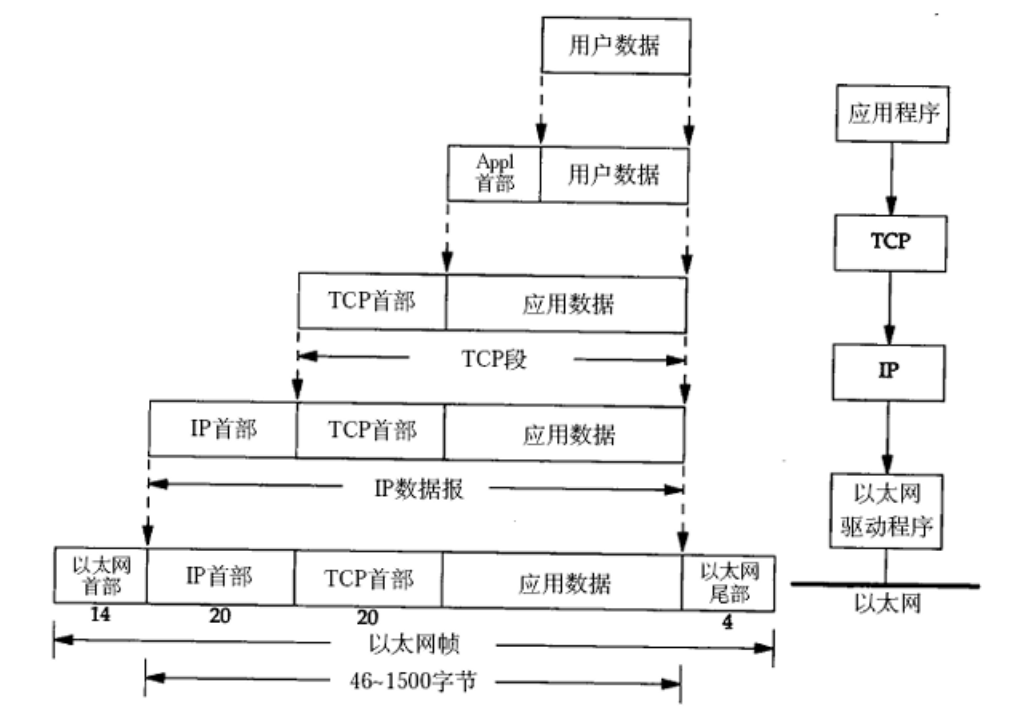 用户数据
应用程序
Appl
首部
用户数据
TCP
TCP首部
应用数据
TCP段
IP
IP首部
TCP首部
应用数据
IP数据报
以太网
驱动程序
以太网
首部
IP首部
TCP首部
应用数据
以太网
尾部
以太网
14
20
20
4
以太网帧
46~1500字节